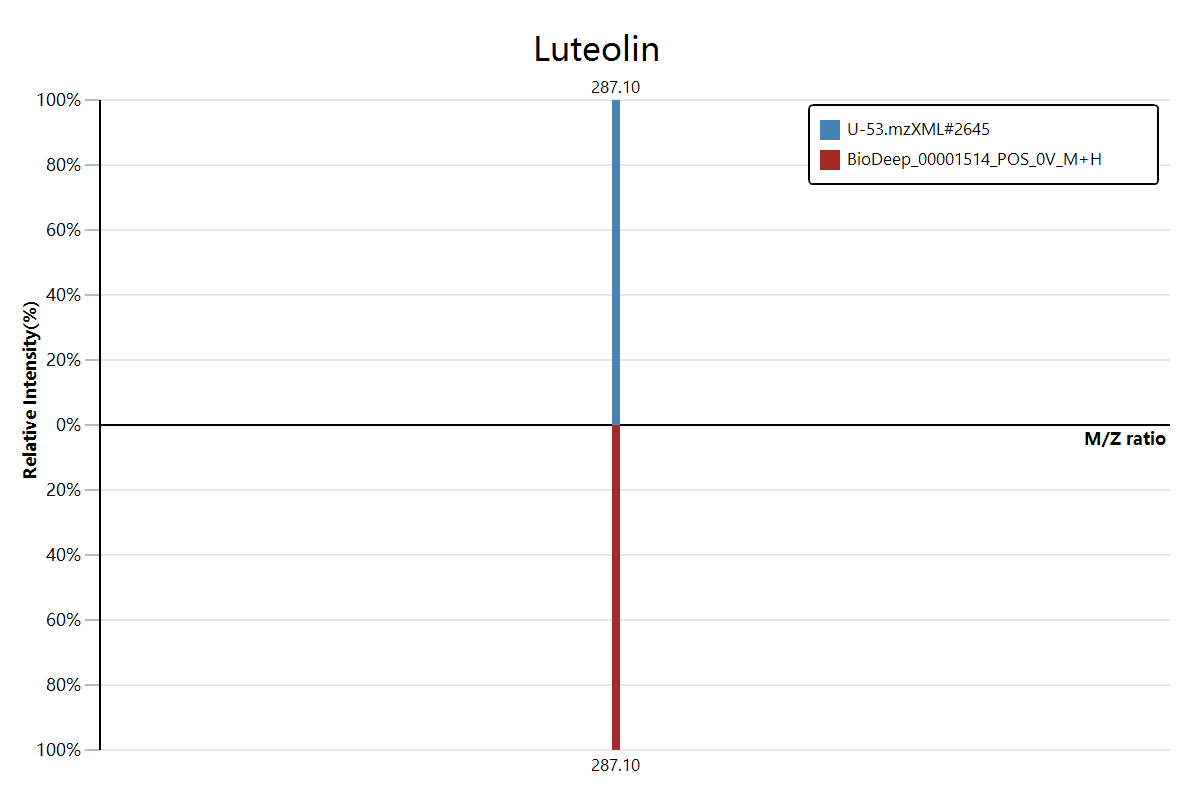 Luteolin
287.10
U-53.mzXML#2645
BioDeep_00001514_POS_0V_M+H
100%
80%
60%
40%
20%
0%
20%
40%
60%
80%
100%
Relative Intensity(%)
M/Z ratio
287.10